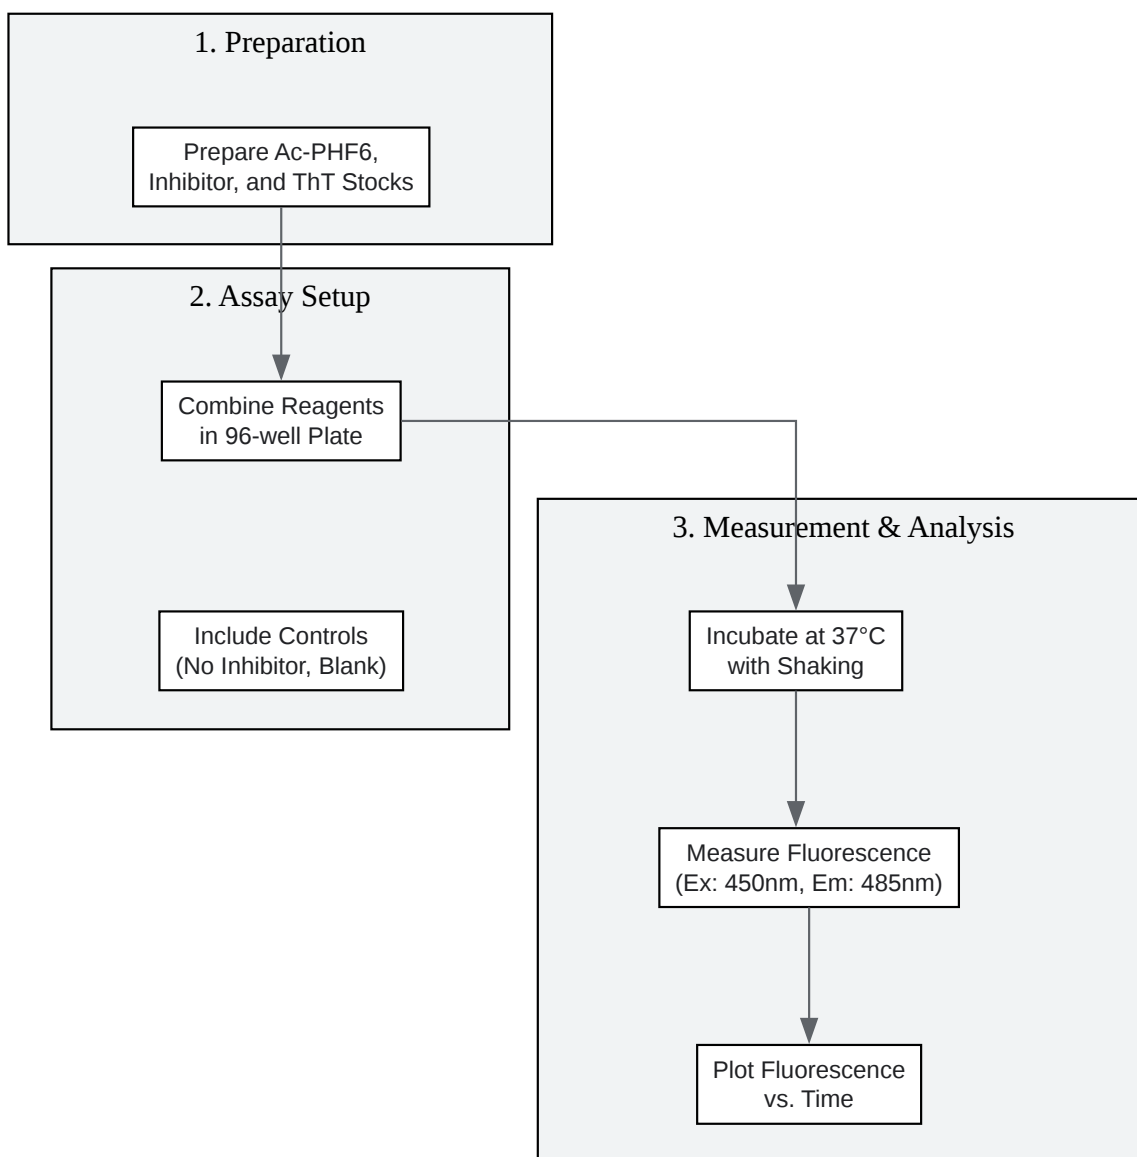 1. Preparation
Prepare Ac-PHF6,
Inhibitor, and ThT Stocks
2. Assay Setup
Combine Reagents
in 96-well Plate
Include Controls
(No Inhibitor, Blank)
3. Measurement & Analysis
Incubate at 37°C
with Shaking
Measure Fluorescence
(Ex: 450nm, Em: 485nm)
Plot Fluorescence
vs. Time